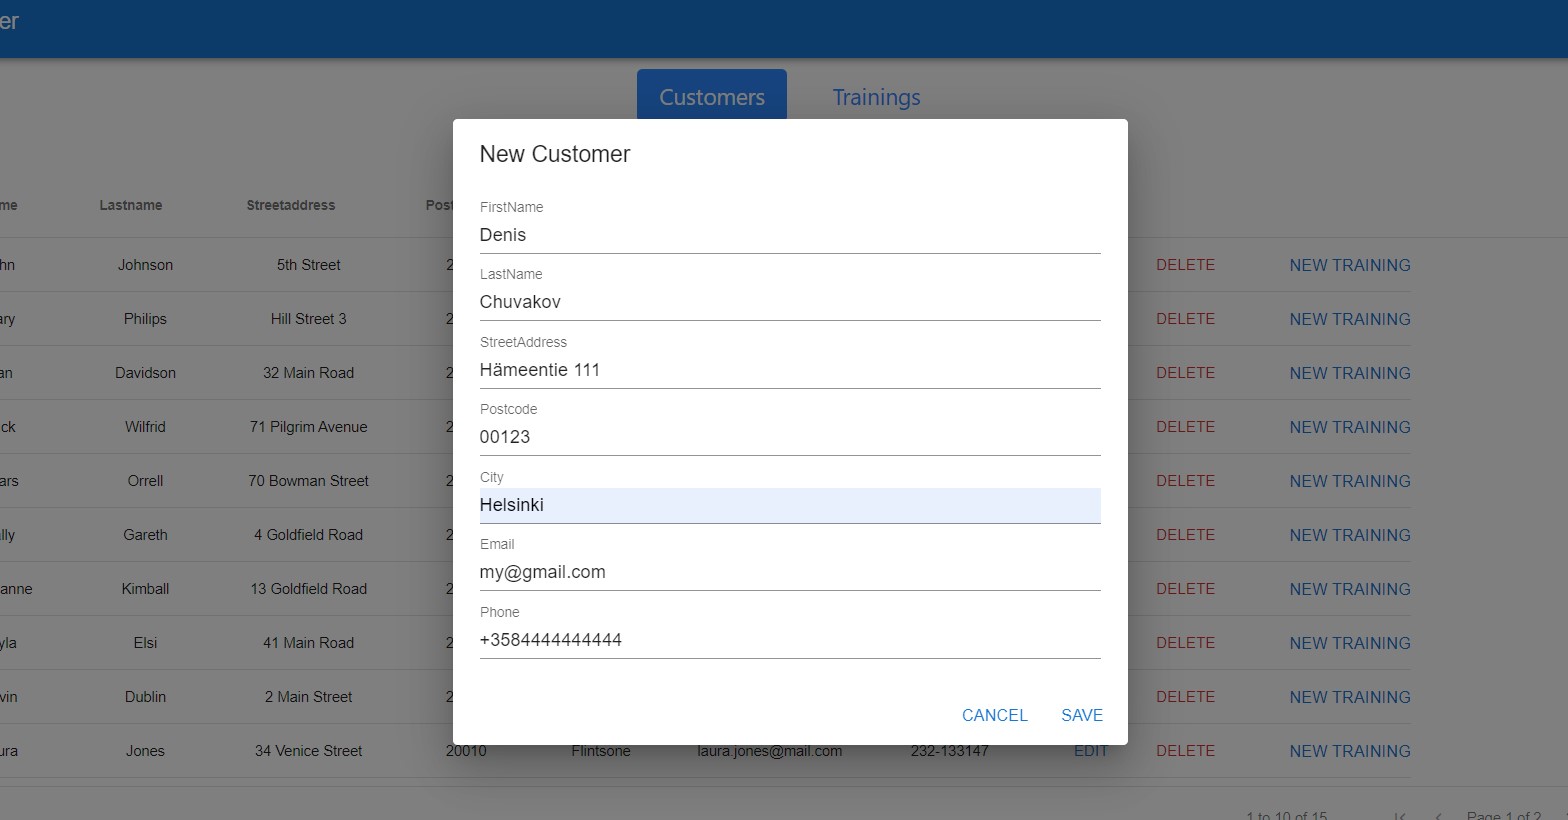 er
Customers Trainings
New Customer
me Lastname Streetaddress Post
FirstName
Denis
hn Johnson 5th Street 2 DELETE NEW TRAINING
LastName
Chuvakov
ary Philips Hill Street 3 2 DELETE NEW TRAINING
StreetAddress
Hämeentie 111
an Davidson 32 Main Road 2 DELETE NEW TRAINING
Postcode
00123
ck Wilfrid 71 Pilgrim Avenue 2 DELETE NEW TRAINING
City
Helsinki
ars Orrell 70 Bowman Street 2 DELETE NEW TRAINING
Email
my@gmail.com
lly Gareth 4 Goldfield Road 2 DELETE NEW TRAINING
anne Kimball 13 Goldfield Road 2 DELETE NEW TRAINING
Phone
+3584444444444
yla Elsi 41 Main Road 2 DELETE NEW TRAINING
vin Dublin 2 Main Street 2 DELETE NEW TRAINING
CANCEL SAVE
ura Jones 34 Venice Street 20010 Flintsone laura.jones@mail.com 232-133147 EDIT DELETE NEW TRAINING
1 to 10 of 15 Page 1 of 2